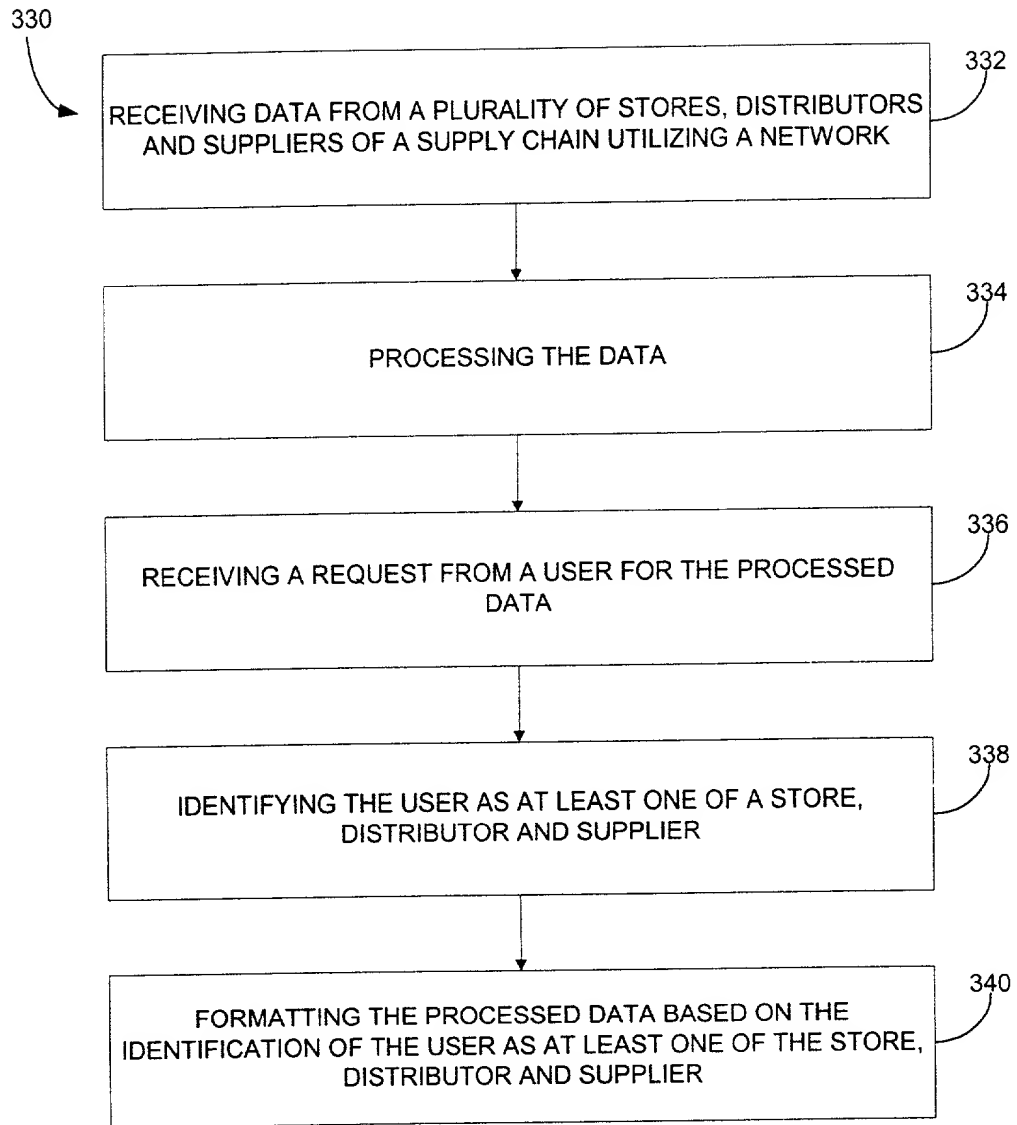 330
332
RECEIVING DATA FROM A PLURALITY OF STORES, DISTRIBUTORS
AND SUPPLIERS OF A SUPPLY CHAIN UTILIZING A NETWORK
334
PROCESSING THE DATA
336
RECEIVING A REQUEST FROM A USER FOR THE PROCESSED
DATA
338
IDENTIFYING THE USER AS AT LEAST ONE OF A STORE,
DISTRIBUTOR AND SUPPLIER
340
FORMATTING THE PROCESSED DATA BASED ON THE
IDENTIFICATION OF THE USER AS AT LEAST ONE OF THE STORE,
DISTRIBUTOR AND SUPPLIER